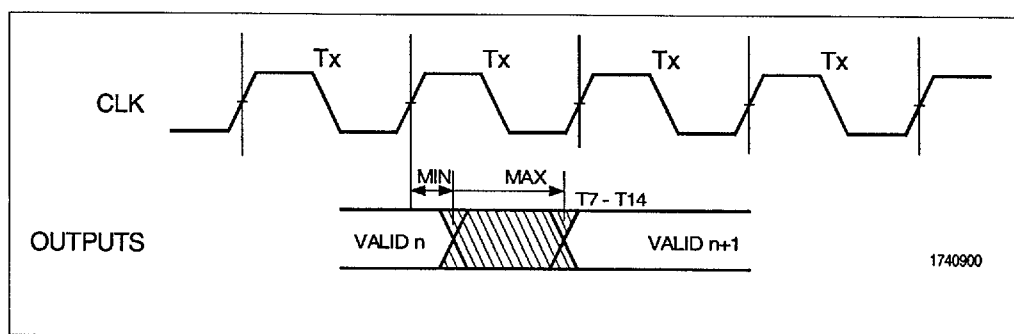 Tx Tx Tx Tx
CLK
MIN MAX
T7 - T14
OUTPUTS VALID n VALID n+1
1740900